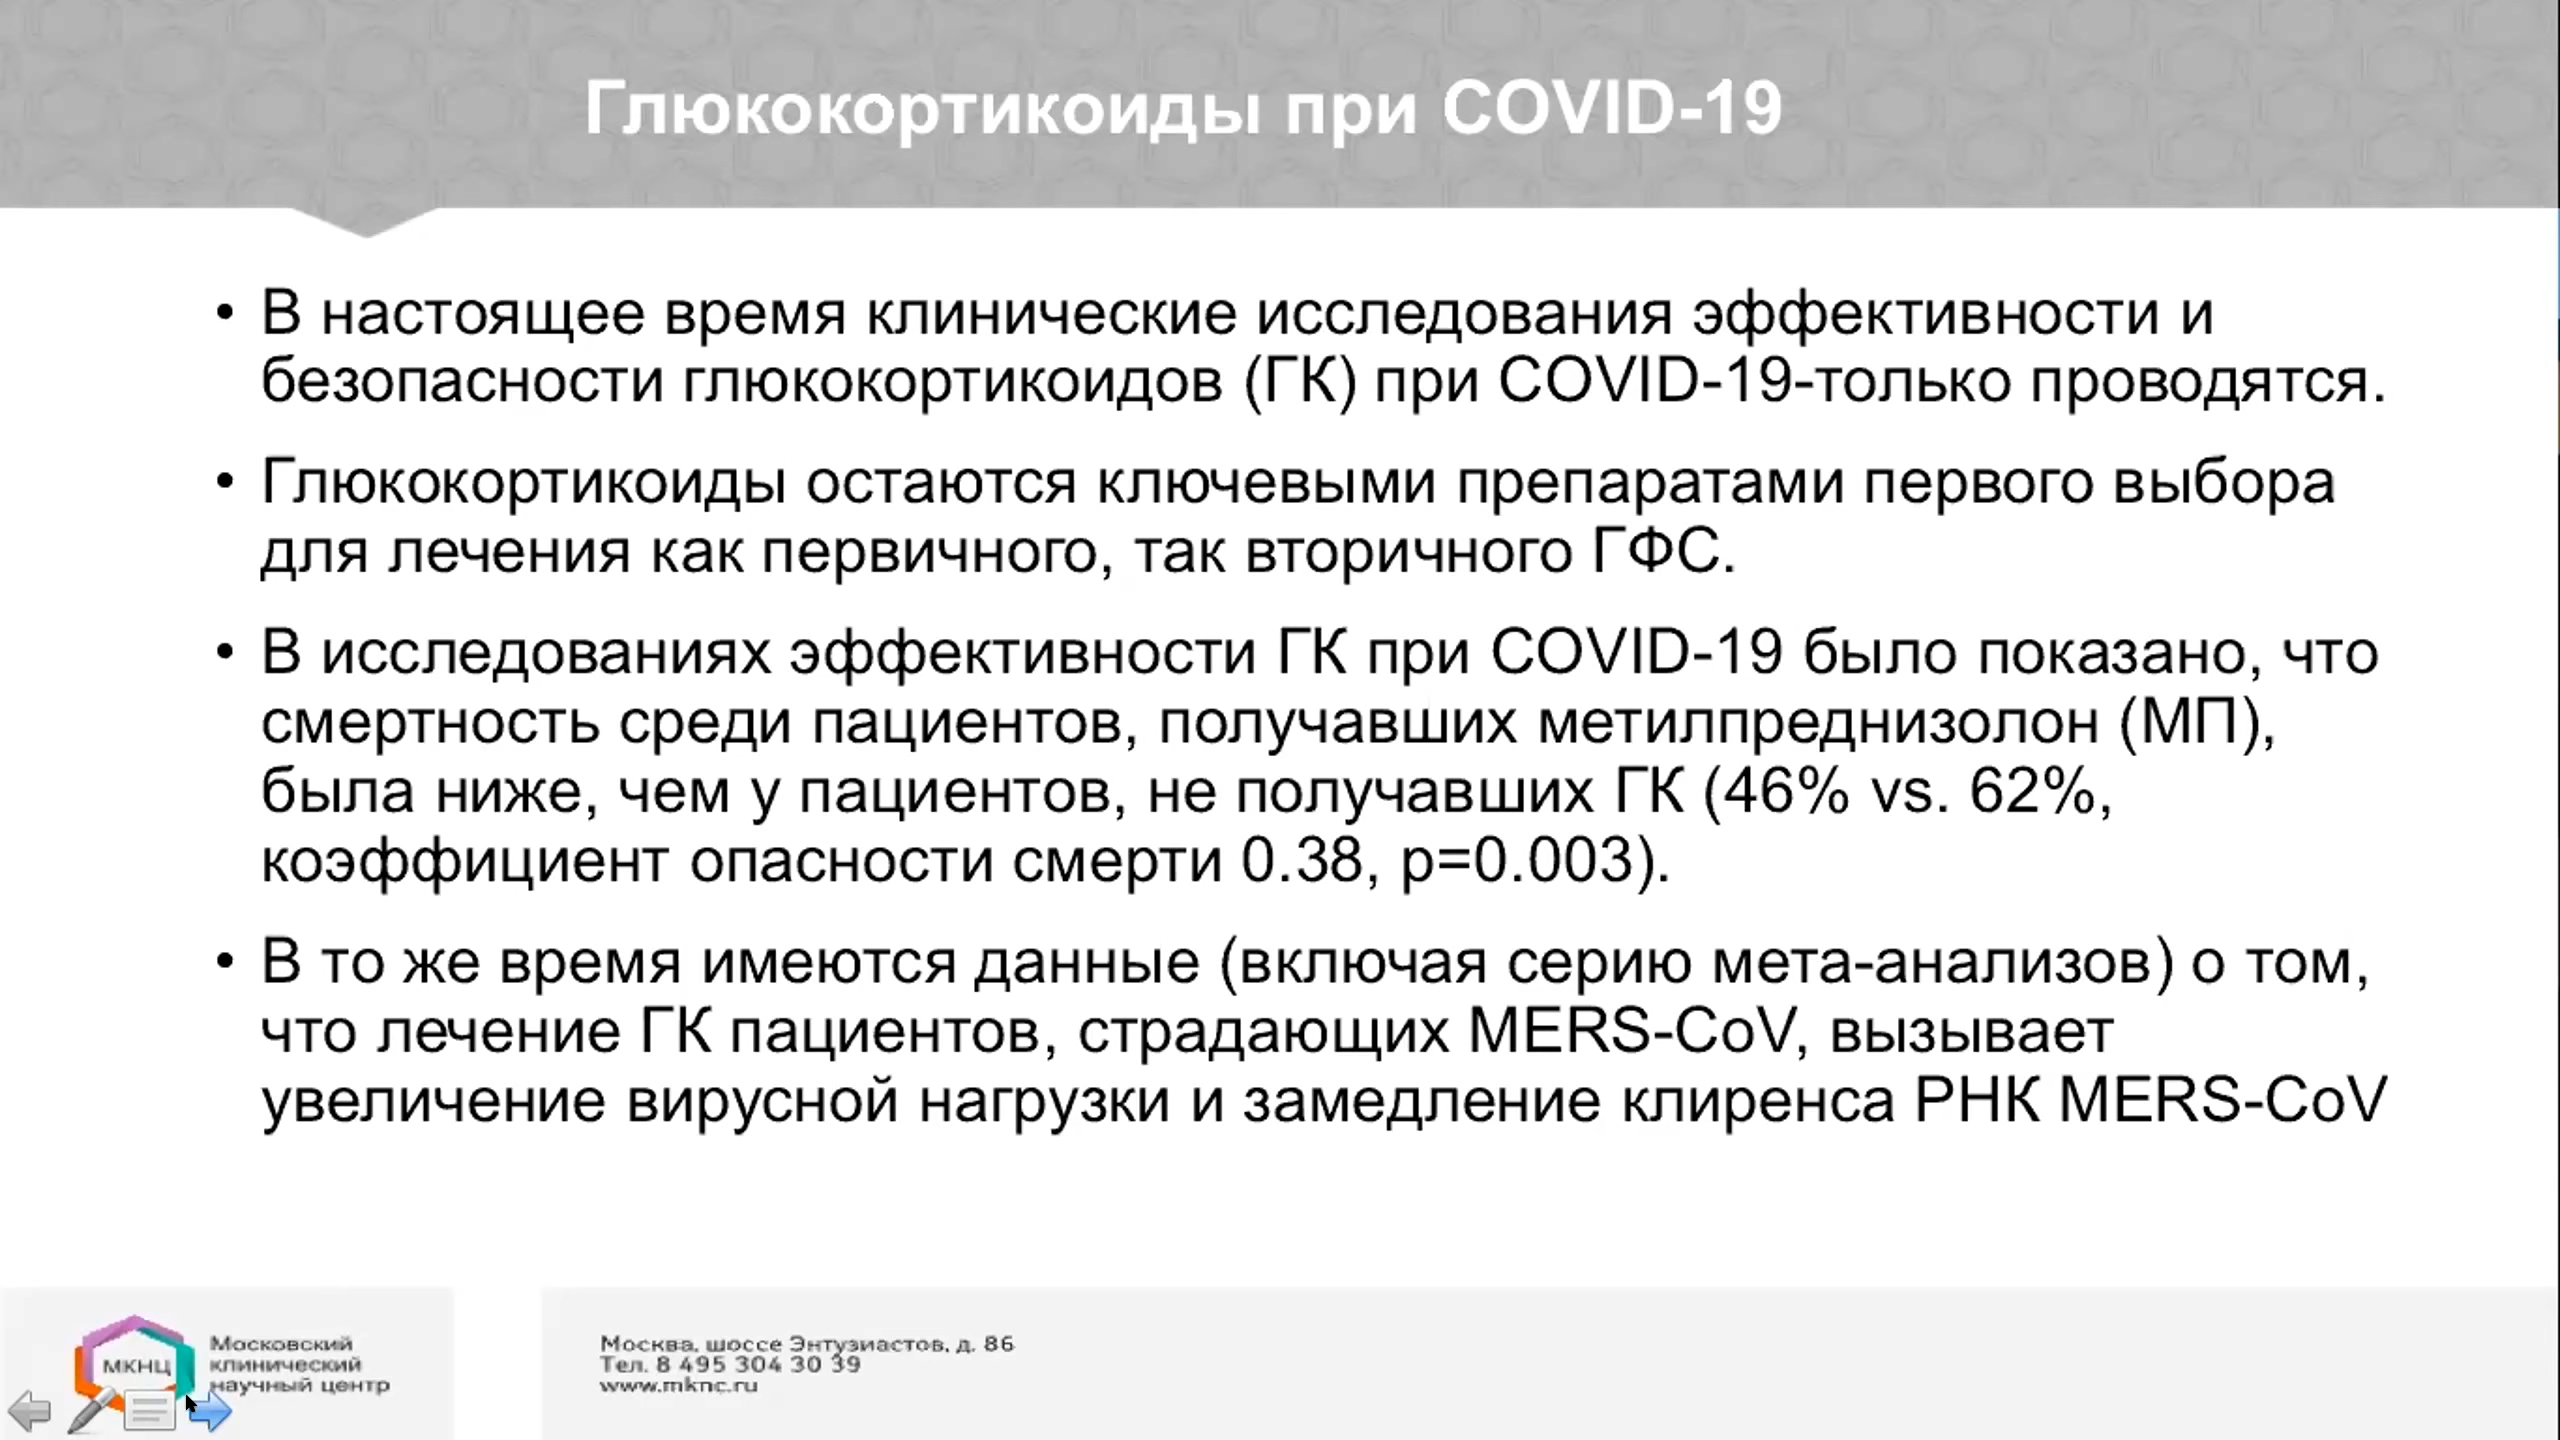 Глюкокортикоиды при COVID-19
• В настоящее время клинические исследования эффективности и
безопасности глюкокортикоидов (ГК) при COVID-19-только проводятся.
• Глюкокортикоиды остаются ключевыми препаратами первого выбора
для лечения как первичного, так вторичного ГФС.
• В исследованиях эффективности ГК при COVID-19 было показано, что
смертность среди пациентов, получавших метилпреднизолон (МП),
была ниже, чем у пациентов, не получавших ГК (46% vs. 62%,
коэффициент опасности смерти 0.38, p=0.003).
• В то же время имеются данные (включая серию мета-анализов) о том,
что лечение ГК пациентов, страдающих MERS-CoV, вызывает
увеличение вирусной нагрузки и замедление клиренса РНК MERS-CoV
МКНЦ
Московский
клинический
научный центр
Москва, шоссе Энтузиастов, д. 86
Тел. 8 495 304 30 39
www.mknc.ru